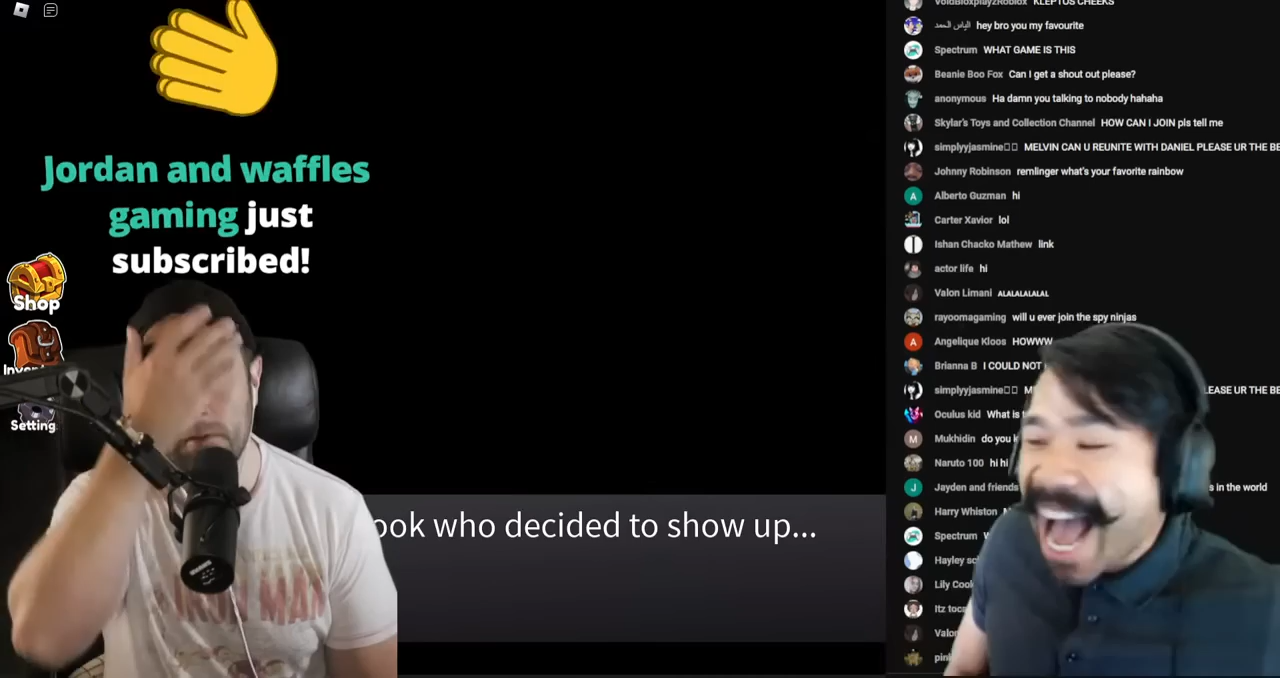 Jordan and waffles
gaming just
subscribed!
Shop
Setting
ook who decided to show up...
VoidBloxplayzRoblox KLEPTUS CHEEKS
الياس الحمد hey bro you my favourite
Spectrum WHAT GAME IS THIS
Beanie Boo Fox Can I get a shout out please?
anonymous Ha damn you talking to nobody hahaha
Skylar's Toys and Collection Channel HOW CAN I JOIN pls tell me
simplyyjasmine MELVIN CAN U REUNITE WITH DANIEL PLEASE UR THE BE
Johnny Robinson remlinger what's your favorite rainbow
A Alberto Guzman hi
Carter Xavior lol
Ishan Chacko Mathew link
actor life hi
Valon Limani ALALALALALAL
rayoomagaming will u ever join the spy ninjas
A Angelique Kloos HOWWW
Brianna B I COULD NOT
simplyyjasmine LEASE UR THE BE
Oculus kid What is
M Mukhidin do you
Naruto 100 hi hi
J Jayden and friends s in the world
Harry Whiston
Spectrum
Hayley
Lily Cook
Itz
Valon